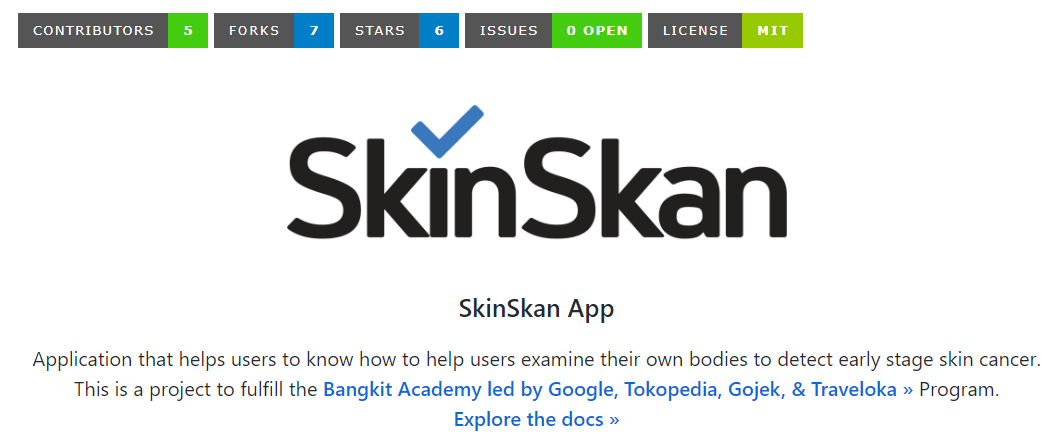 CONTRIBUTORS 5 FORKS 7 STARS 6 ISSUES 0 OPEN LICENSE MIT
SkinSkan
SkinSkan App
Application that helps users to know how to help users examine their own bodies to detect early stage skin cancer.
This is a project to fulfill the Bangkit Academy led by Google, Tokopedia, Gojek, & Traveloka » Program.
Explore the docs »